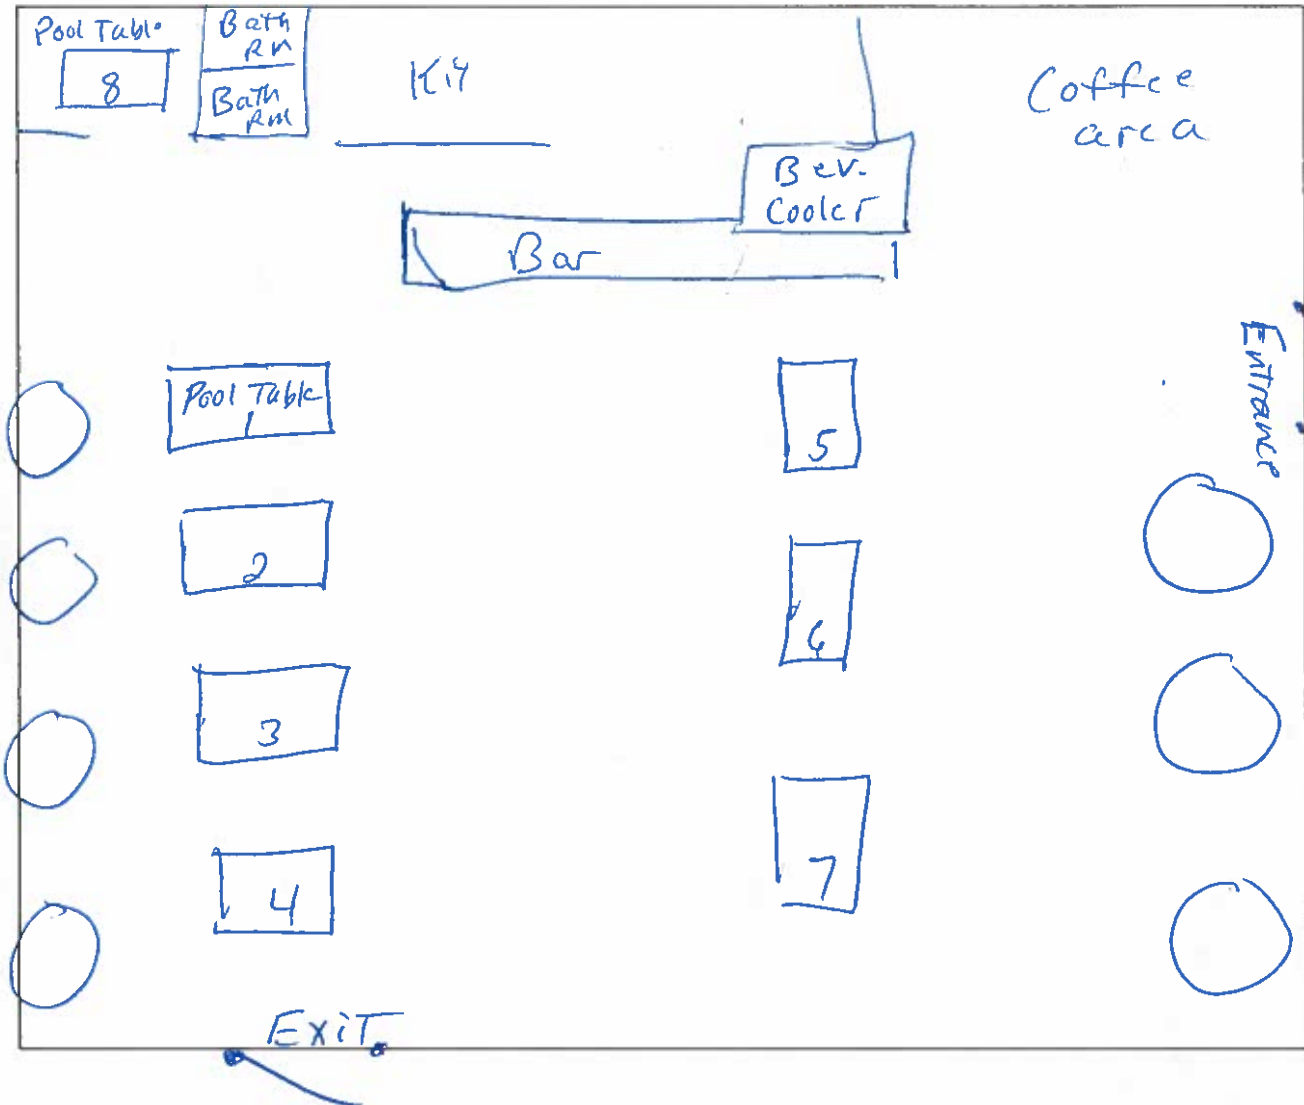 Pool Table
8
Bath
RM
Bath
RM
Kit
Coffee
area
Bev.
Cooler
Bar
Entrance
Pool Table
1
2
3
4
5
6
7
Exit